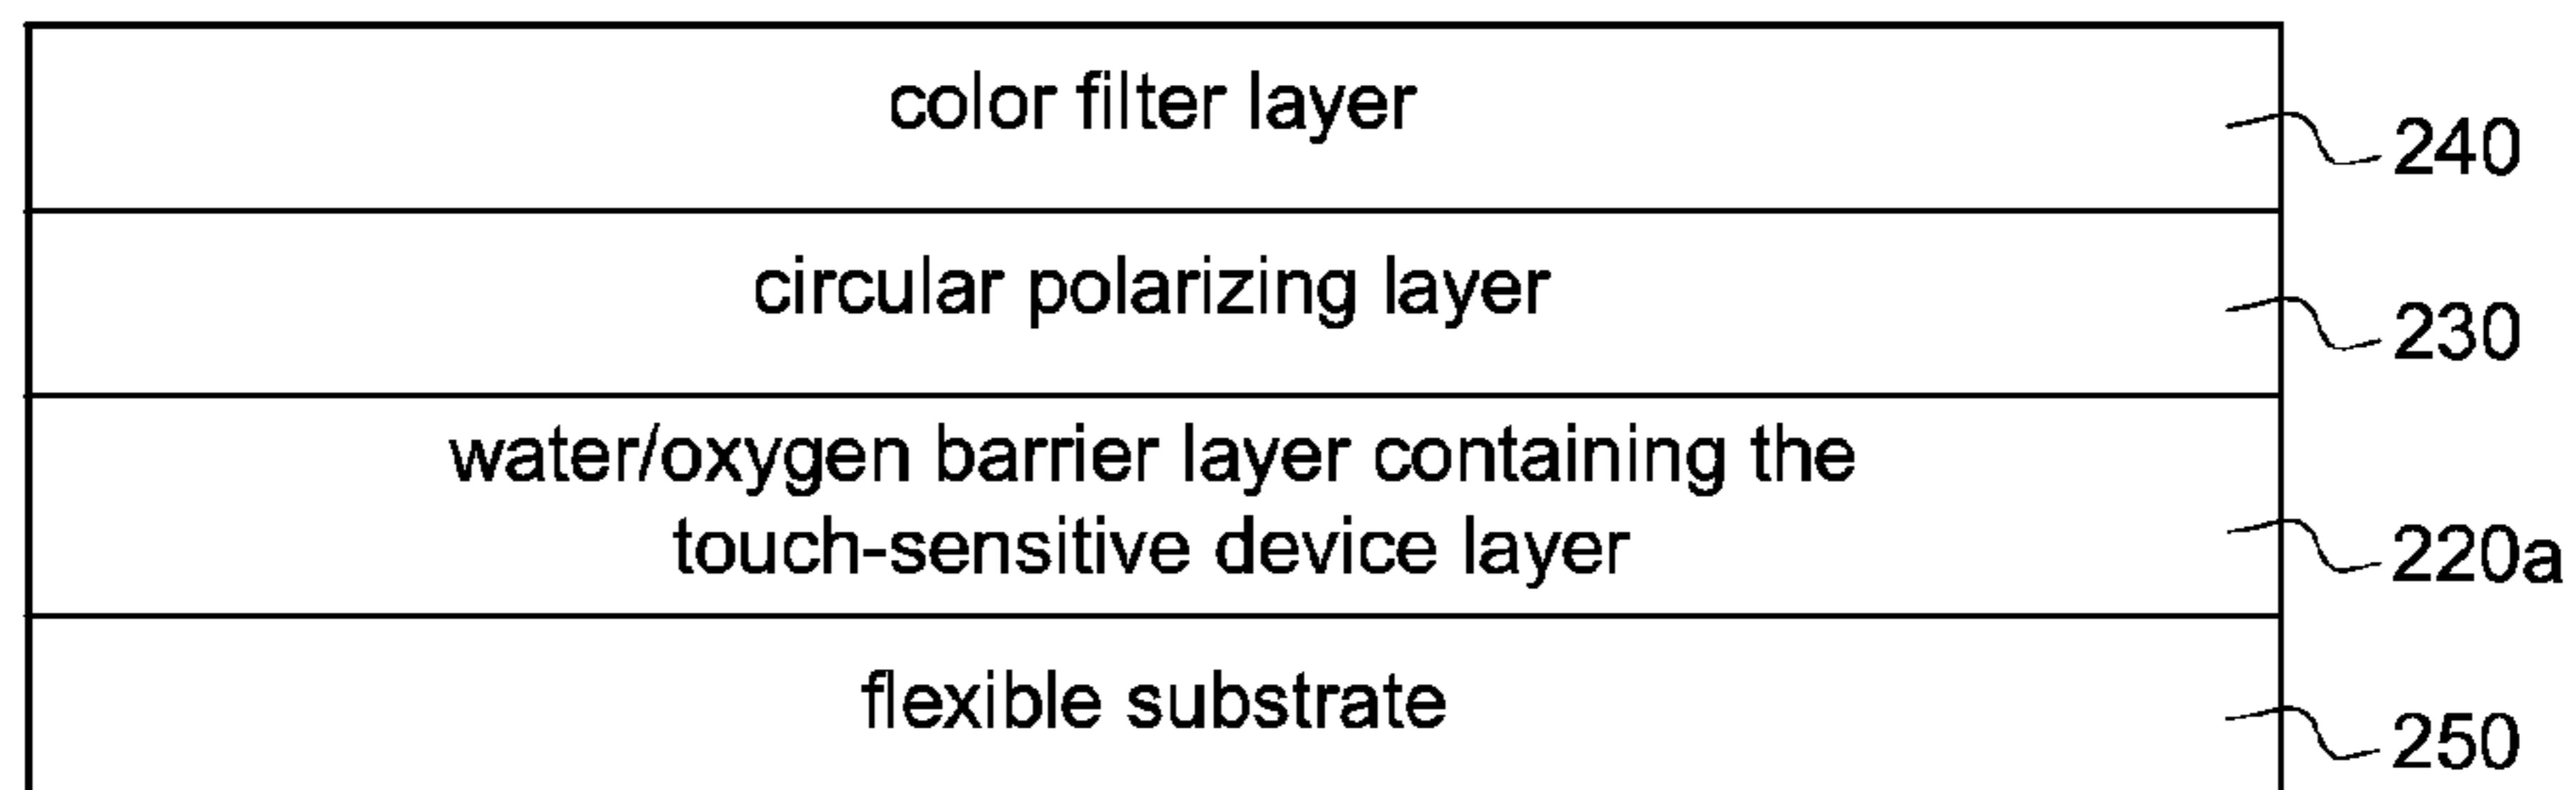 color filter layer
240
circular polarizing layer
230
water/oxygen barrier layer containing the
touch-sensitive device layer
220a
flexible substrate
250